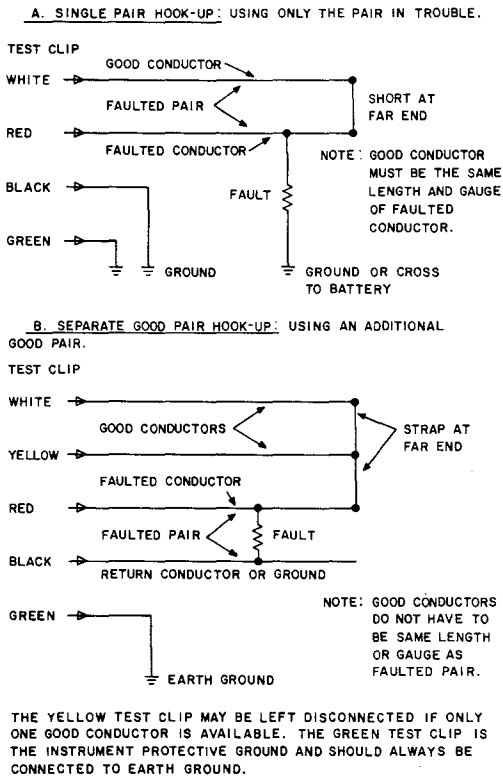 A. SINGLE PAIR HOOK-UP: USING ONLY THE PAIR IN TROUBLE.
TEST CLIP
GOOD CONDUCTOR
WHITE
FAULTED PAIR
SHORT AT
FAR END
RED
FAULTED CONDUCTOR
NOTE: GOOD CONDUCTOR
MUST BE THE SAME
LENGTH AND GAUGE
OF FAULTED
CONDUCTOR.
BLACK
FAULT
GREEN
GROUND
GROUND OR CROSS
TO BATTERY
B. SEPARATE GOOD PAIR HOOK-UP: USING AN ADDITIONAL
GOOD PAIR.
TEST CLIP
WHITE
GOOD CONDUCTORS
STRAP AT
FAR END
YELLOW
FAULTED CONDUCTOR
RED
FAULTED PAIR
FAULT
BLACK
RETURN CONDUCTOR OR GROUND
NOTE: GOOD CONDUCTORS
DO NOT HAVE TO
BE SAME LENGTH
OR GAUGE AS
FAULTED PAIR.
GREEN
EARTH GROUND
THE YELLOW TEST CLIP MAY BE LEFT DISCONNECTED IF ONLY
ONE GOOD CONDUCTOR IS AVAILABLE. THE GREEN TEST CLIP IS
THE INSTRUMENT PROTECTIVE GROUND AND SHOULD ALWAYS BE
CONNECTED TO EARTH GROUND.